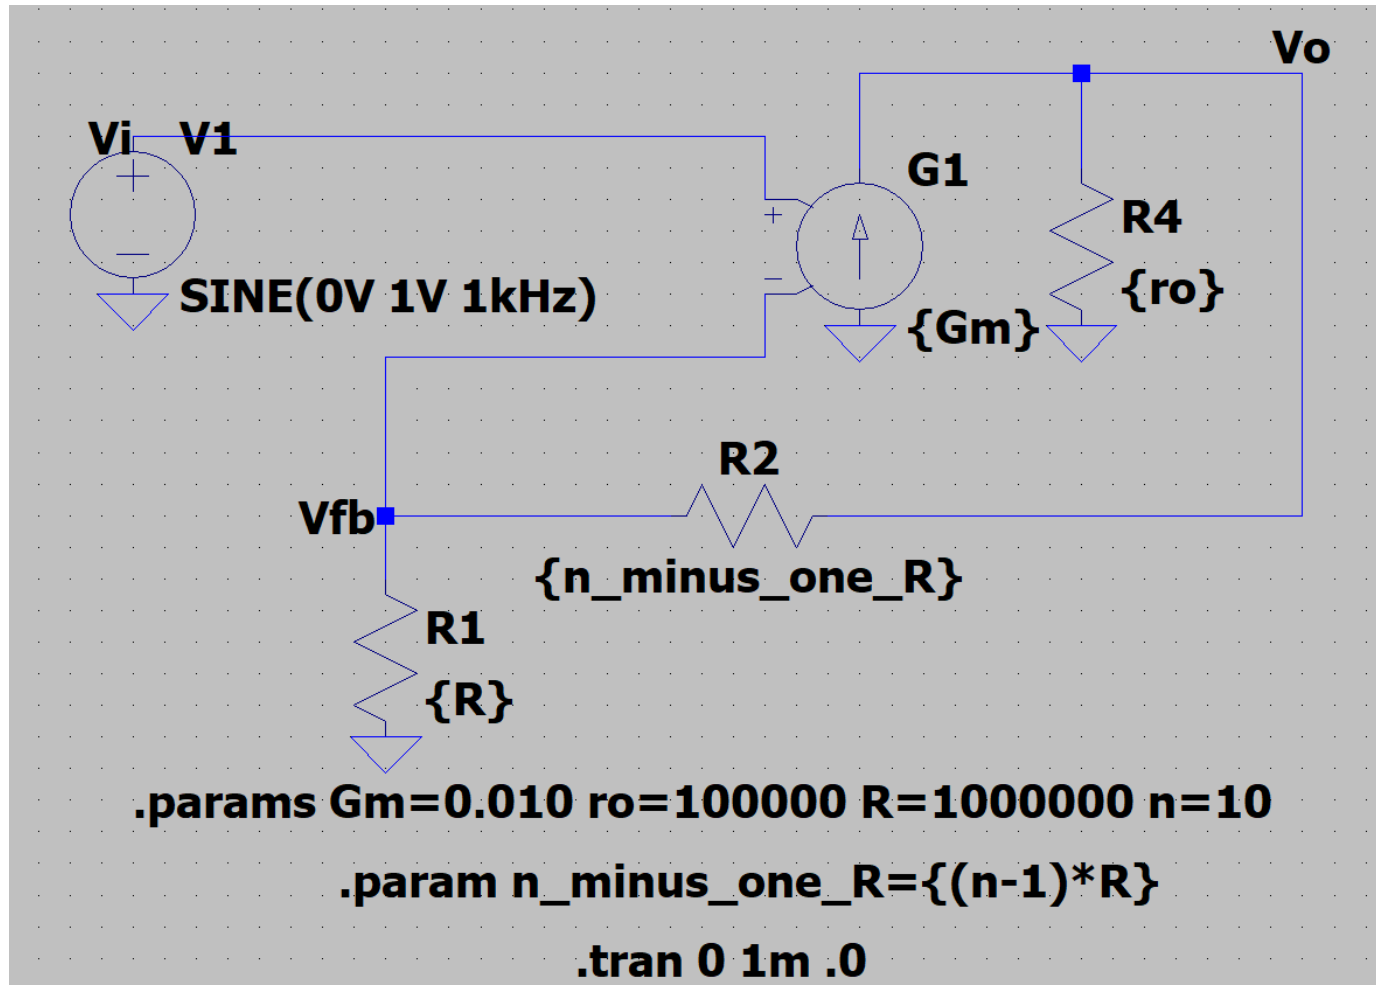 Vo
Vi V1
G1
R4
SINE(0V 1V 1kHz)
{ro}
{Gm}
R2
Vfb
{n_minus_one_R}
R1
{R}
.params Gm=0.010 ro=100000 R=1000000 n=10
.param n_minus_one_R={(n-1)*R}
.tran 0 1m .0